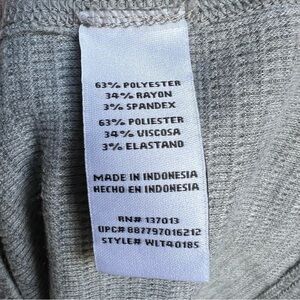 63% POLYESTER
34% RAYON
3% SPANDEX
63% POLIESTER
34% VISCOSA
3% ELASTANO
MADE IN INDONESIA
HECHO EN INDONESIA
RN# 137013
UPC# 887797016212
STYLE# WLT40185